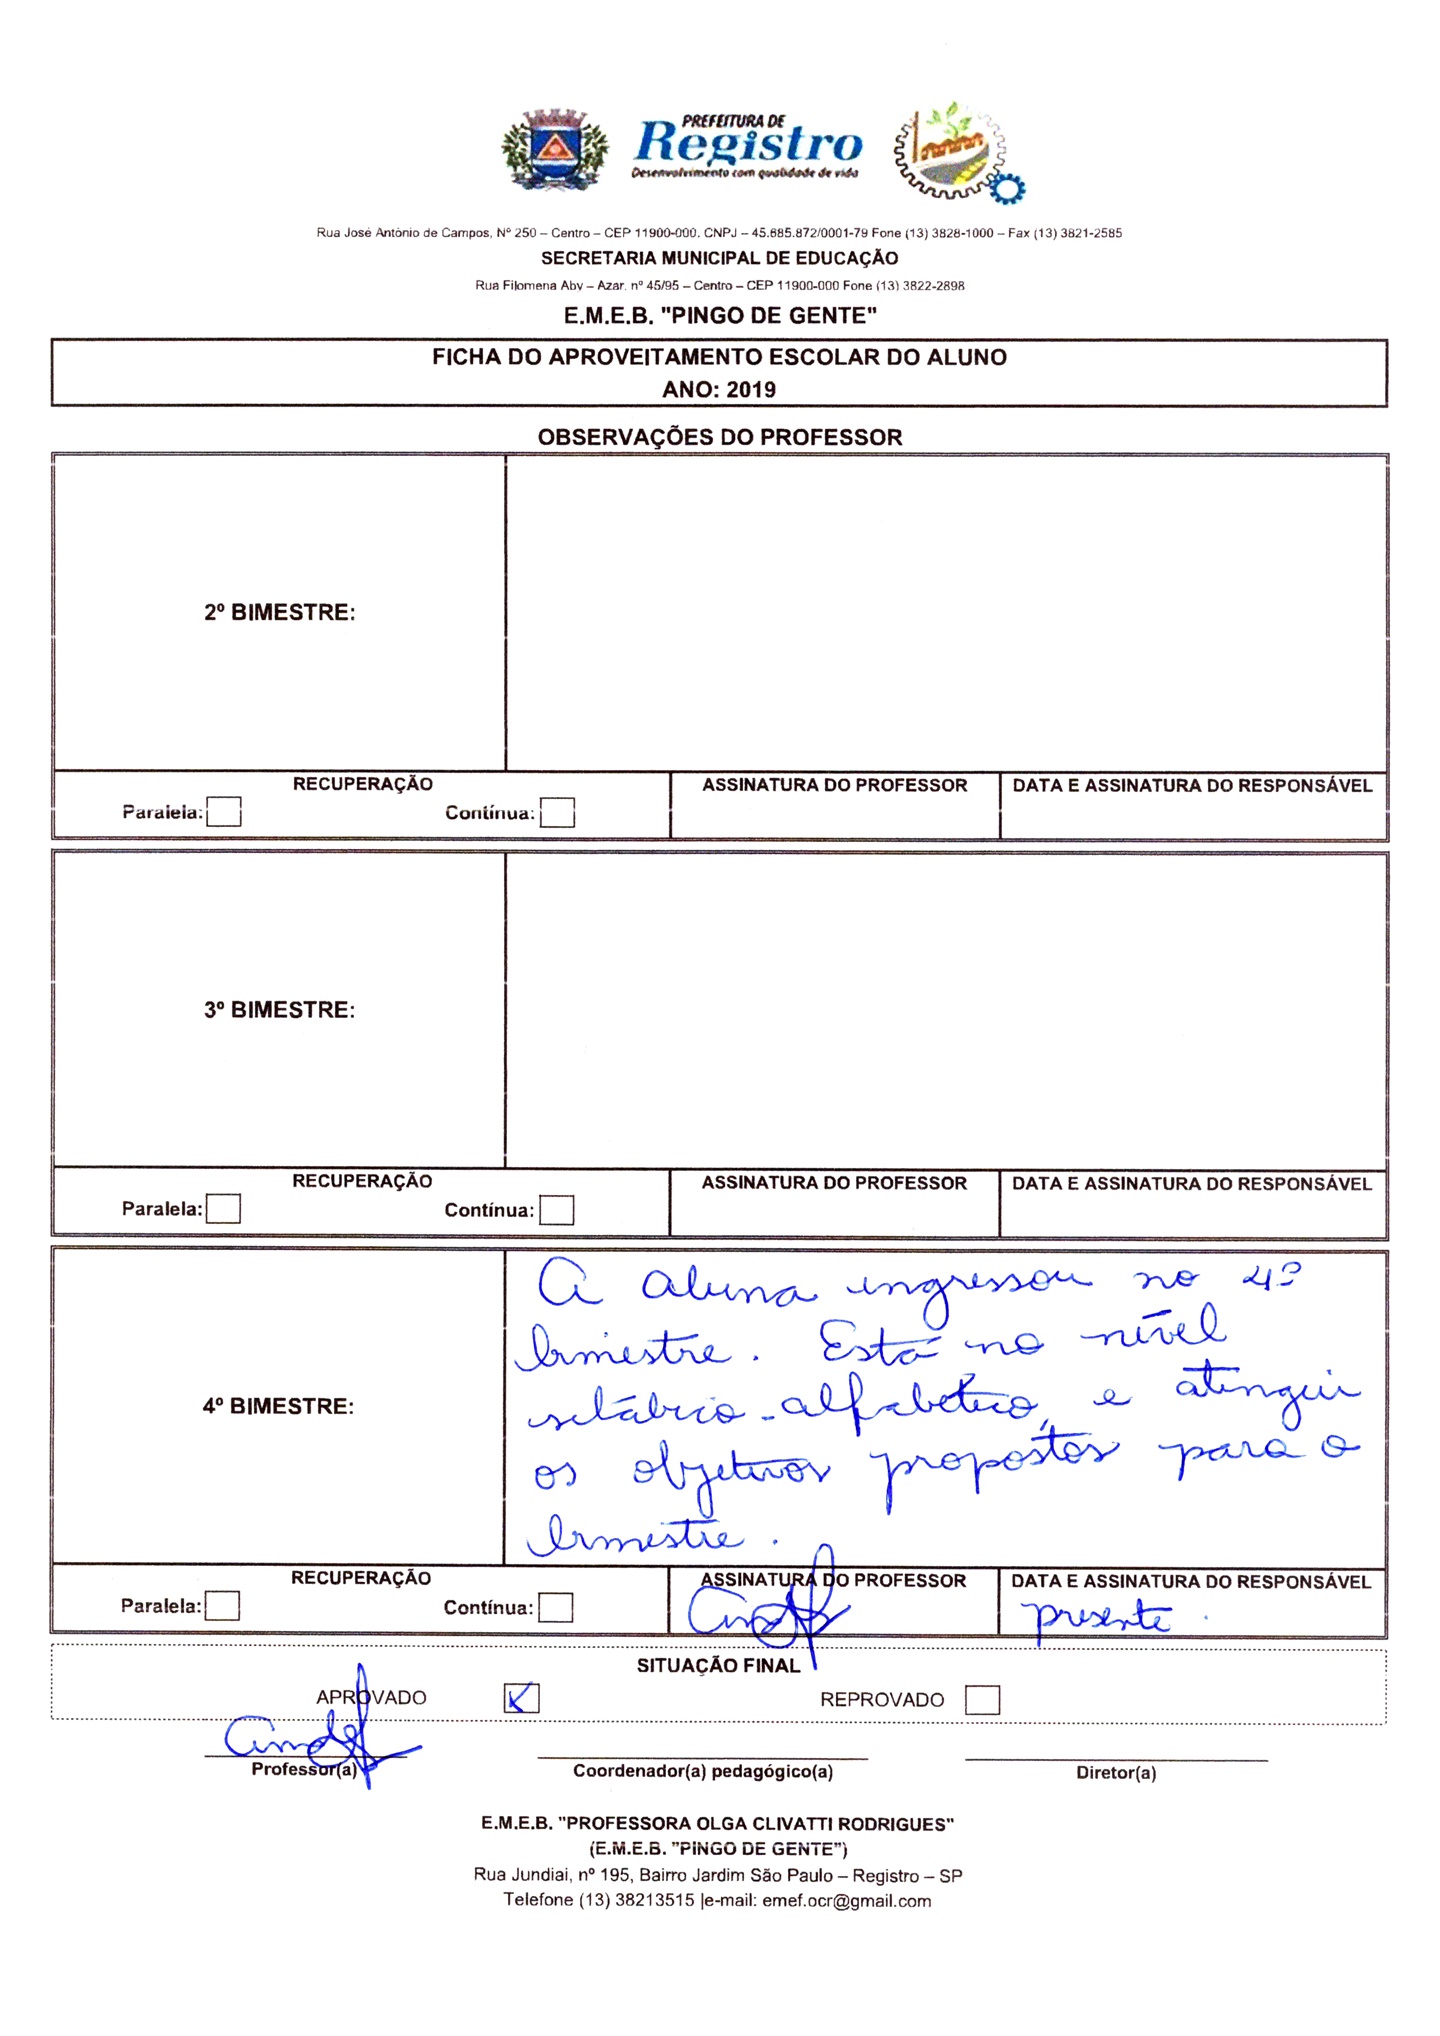 PREFEITURA DE
Registro
Desenvolvimento com qualidade de vida
Rua José Antônio de Campos, Nº 250 – Centro – CEP 11900-000. CNPJ – 45.685.872/0001-79 Fone (13) 3828-1000 – Fax (13) 3821-2585
SECRETARIA MUNICIPAL DE EDUCAÇÃO
Rua Filomena Aby – Azar. nº 45/95 – Centro – CEP 11900-000 Fone (13) 3822-2898
E.M.E.B. "PINGO DE GENTE"
FICHA DO APROVEITAMENTO ESCOLAR DO ALUNO
ANO: 2019
OBSERVAÇÕES DO PROFESSOR
2º BIMESTRE:
RECUPERAÇÃO
Paralela: Contínua:
ASSINATURA DO PROFESSOR
DATA E ASSINATURA DO RESPONSÁVEL
3º BIMESTRE:
RECUPERAÇÃO
Paralela: Contínua:
ASSINATURA DO PROFESSOR
DATA E ASSINATURA DO RESPONSÁVEL
4º BIMESTRE:
A aluna ingressou no 4º
bimestre. Está no nível
silábico-alfabético, e atingiu
os objetivos propostos para o
bimestre.
RECUPERAÇÃO
Paralela: Contínua:
ASSINATURA DO PROFESSOR
DATA E ASSINATURA DO RESPONSÁVEL
presente.
SITUAÇÃO FINAL
APROVADO REPROVADO
Professor(a) Coordenador(a) pedagógico(a) Diretor(a)
E.M.E.B. "PROFESSORA OLGA CLIVATTI RODRIGUES"
(E.M.E.B. "PINGO DE GENTE")
Rua Jundiai, nº 195, Bairro Jardim São Paulo – Registro – SP
Telefone (13) 38213515 |e-mail: emef.ocr@gmail.com